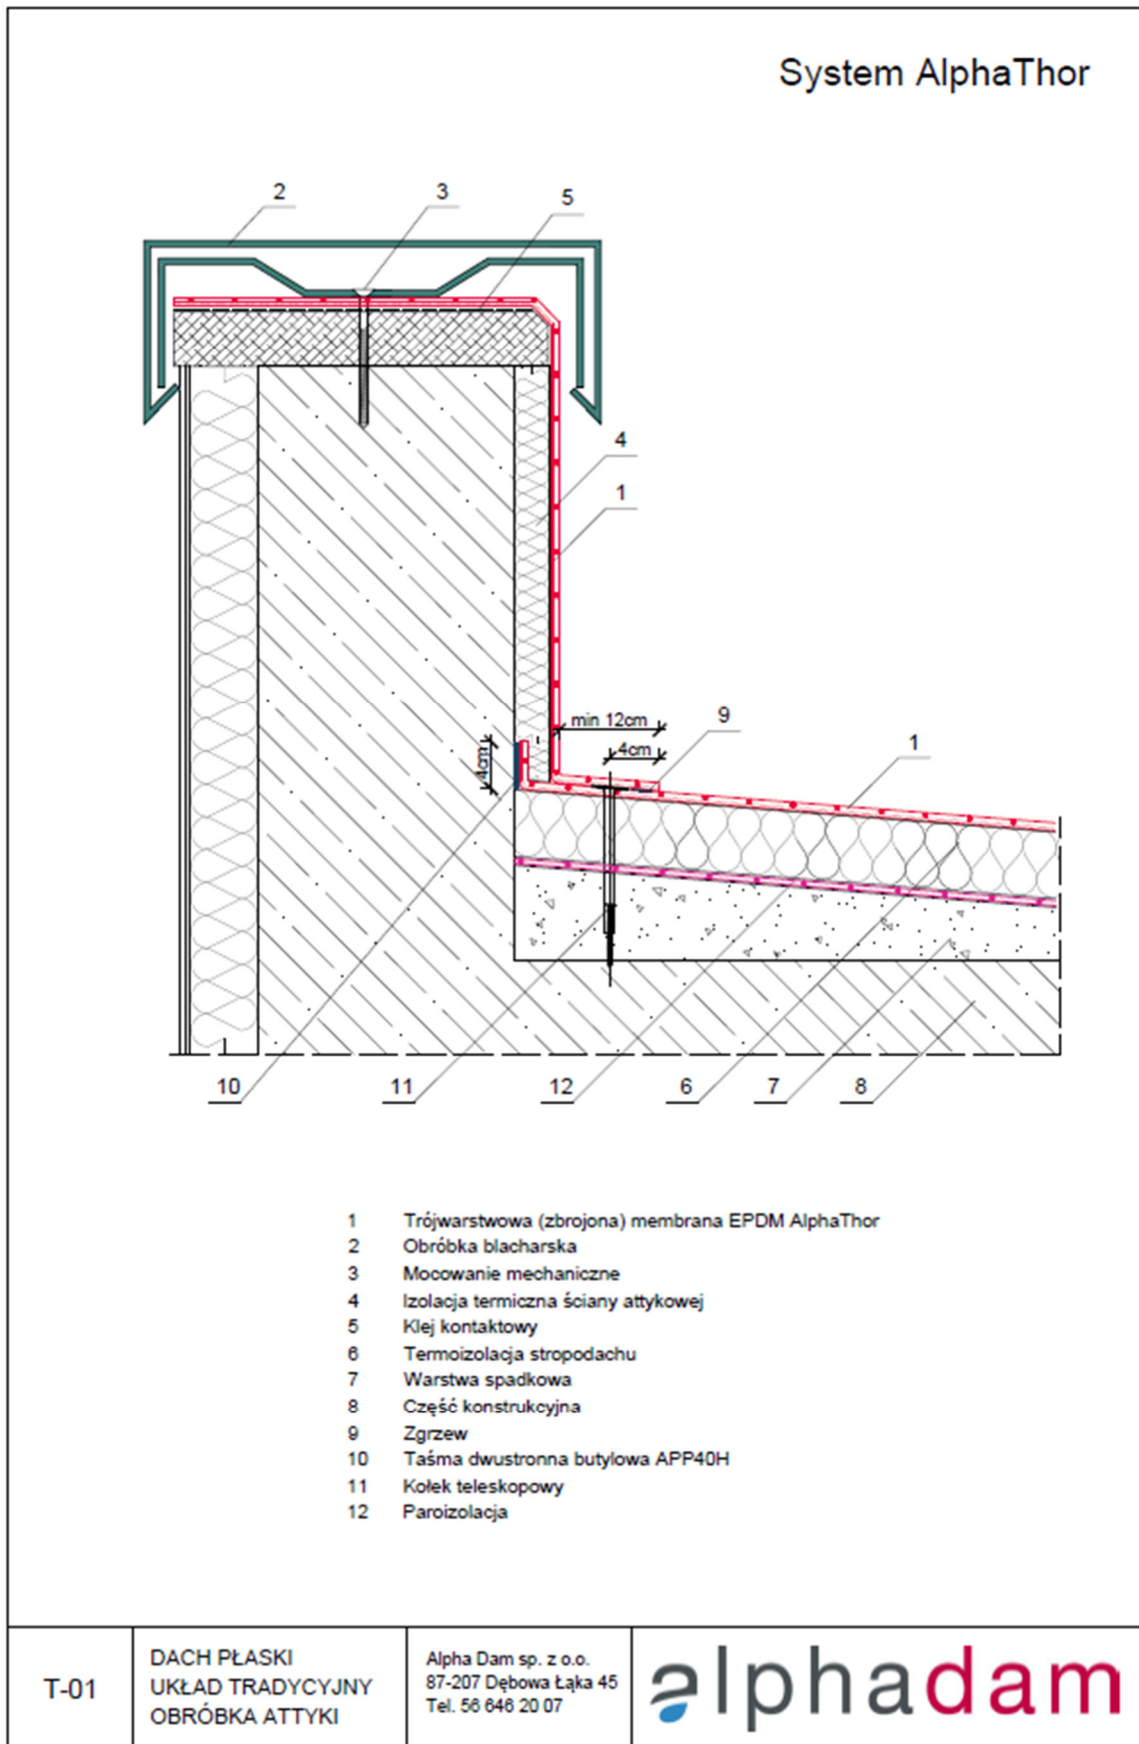 System AlphaThor
2
3
5
4
1
min 12cm
9
4cm
1
4cm
10
11
12
6
7
8
1 Trójwarstwowa (zbrojona) membrana EPDM AlphaThor
2 Obróbka blacharska
3 Mocowanie mechaniczne
4 Izolacja termiczna ściany attykowej
5 Klej kontaktowy
6 Termoizolacja stropodachu
7 Warstwa spadkowa
8 Część konstrukcyjna
9 Zgrzew
10 Taśma dwustronna butylowa APP40H
11 Kołek teleskopowy
12 Paroizolacja
T-01
DACH PŁASKI
UKŁAD TRADYCYJNY
OBRÓBKA ATTYKI
Alpha Dam sp. z o.o.
87-207 Dębowa Łąka 45
Tel. 56 646 20 07
alphadam